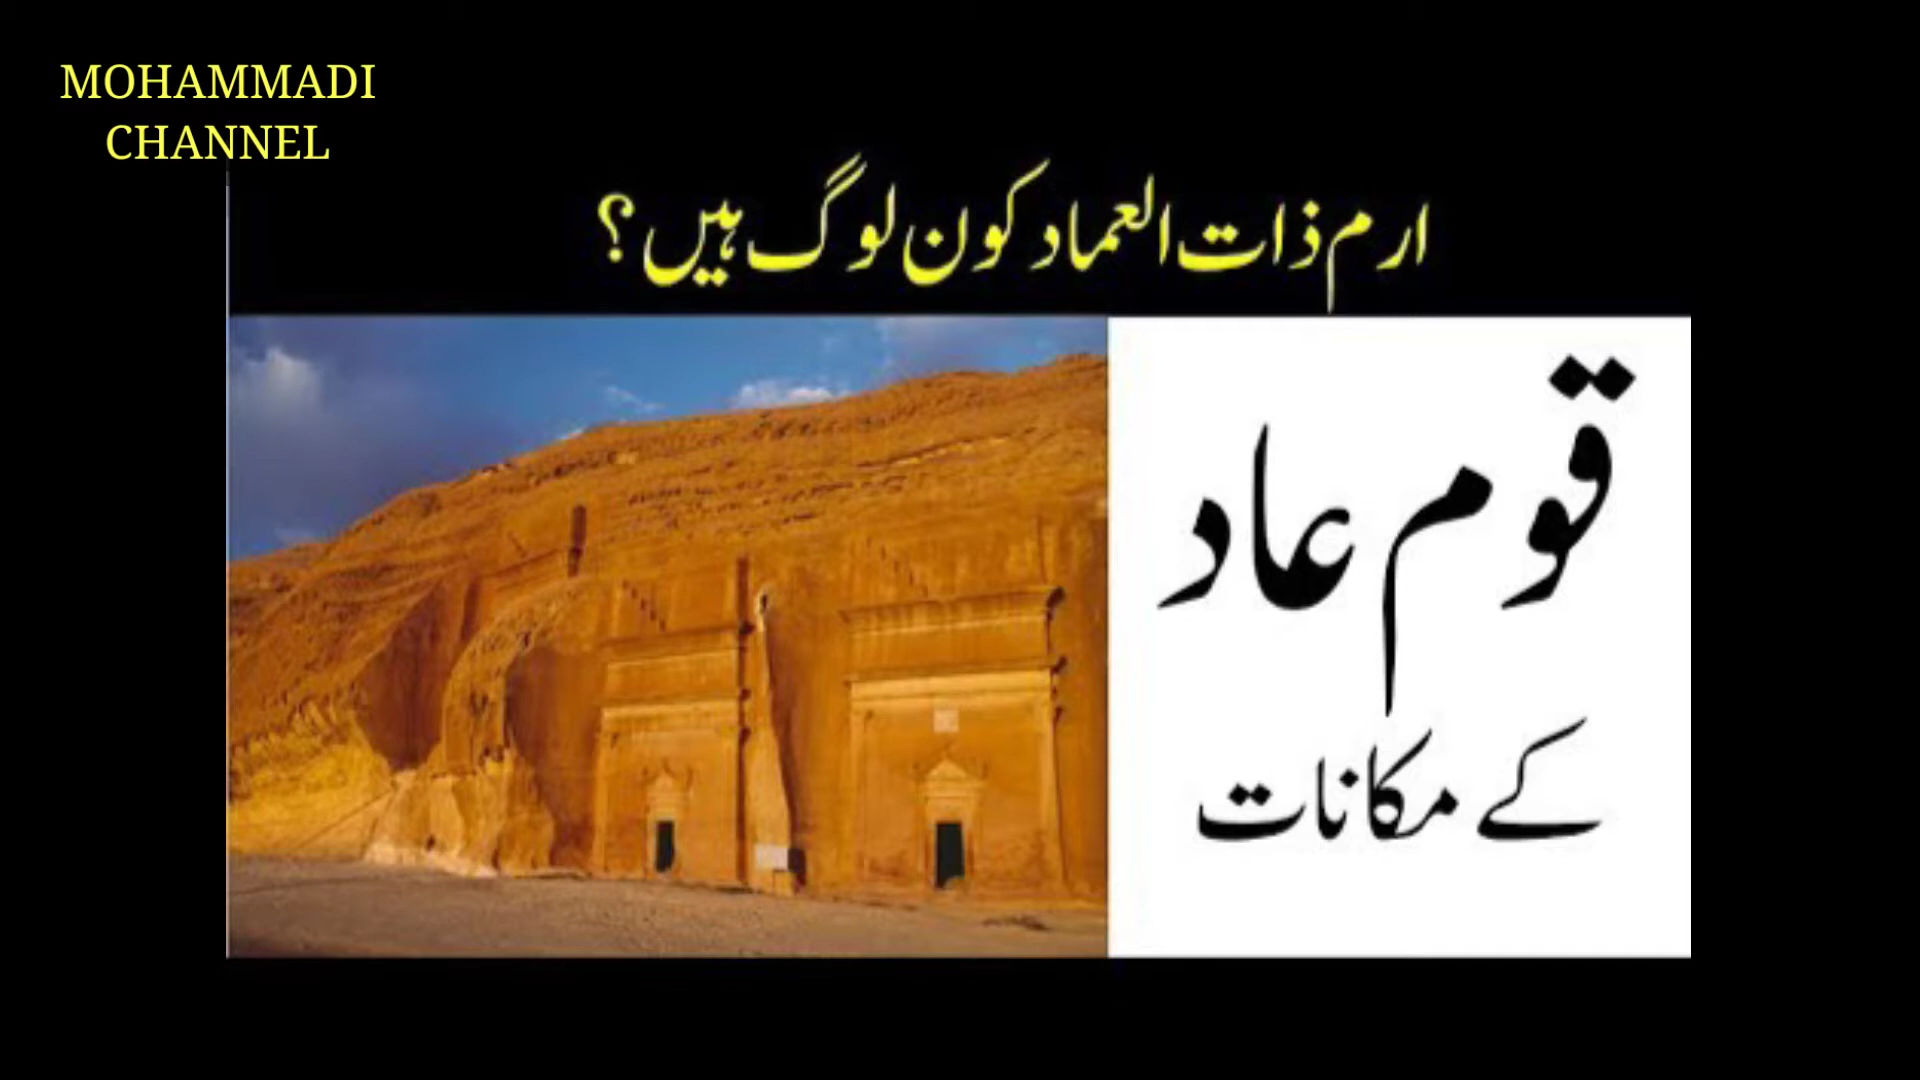 MOHAMMADI
CHANNEL
ارم ذات العماد کون لوگ ہیں؟
قوم عاد
کے مکانات